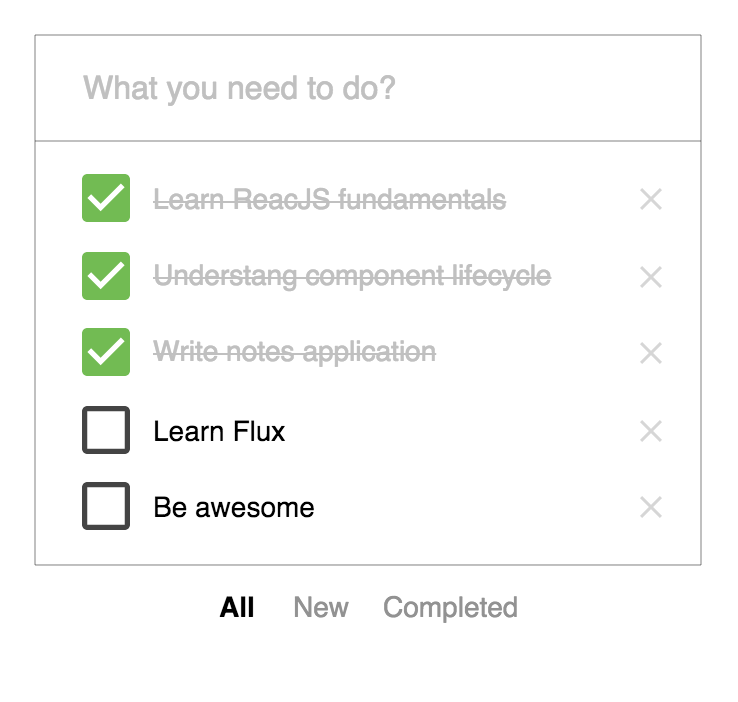 What you need to do?
Learn ReacJS fundamentals
Understang component lifecycle
Write notes application
Learn Flux
Be awesome
All New Completed